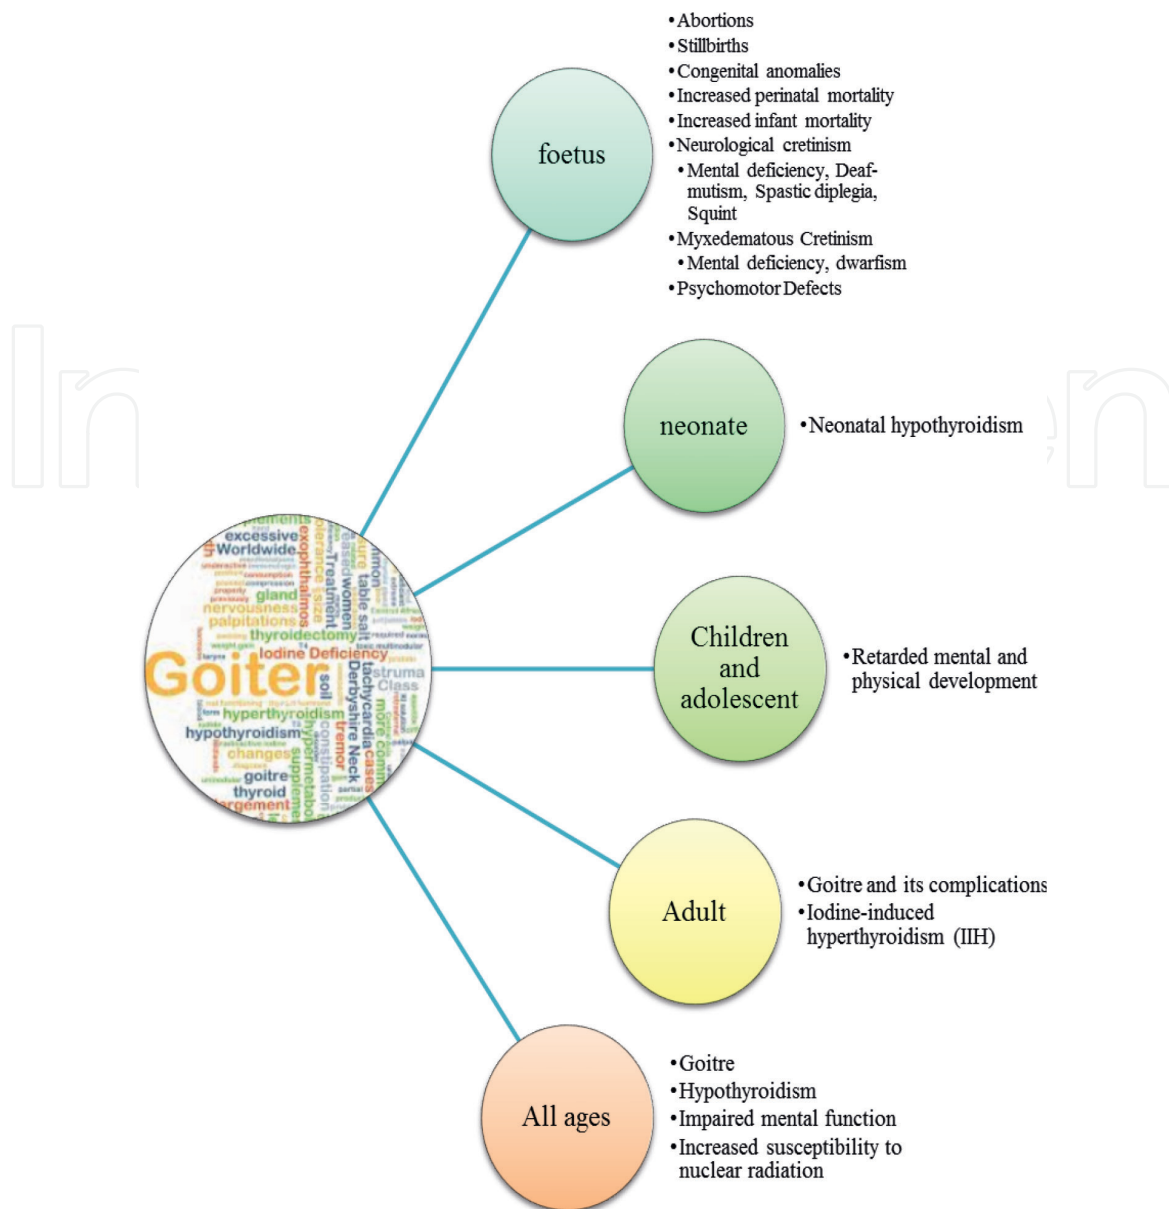 • Abortions
• Stillbirths
• Congenital anomalies
• Increased perinatal mortality
• Increased infant mortality
• Neurological cretinism
• Mental deficiency, Deaf-
mutism, Spastic diplegia,
Squint
• Myxedematous Cretinism
• Mental deficiency, dwarfism
• Psychomotor Defects
foetus
neonate
• Neonatal hypothyroidism
Children
and
adolescent
• Retarded mental and
physical development
Adult
• Goitre and its complications
• Iodine-induced
hyperthyroidism (IIH)
All ages
• Goitre
• Hypothyroidism
• Impaired mental function
• Increased susceptibility to
nuclear radiation
excessive
Worldwide
exophthalmos
Treatment
women
table salt
gland
nervousness
palpitations
thyroidectomy
Iodine Deficiency
Goiter
soil
struma
Class
tachycardia
Derbyshire Neck
hyperthyroidism
hypothyroidism
constipation
tremor
cases
changes
goitre
thyroid